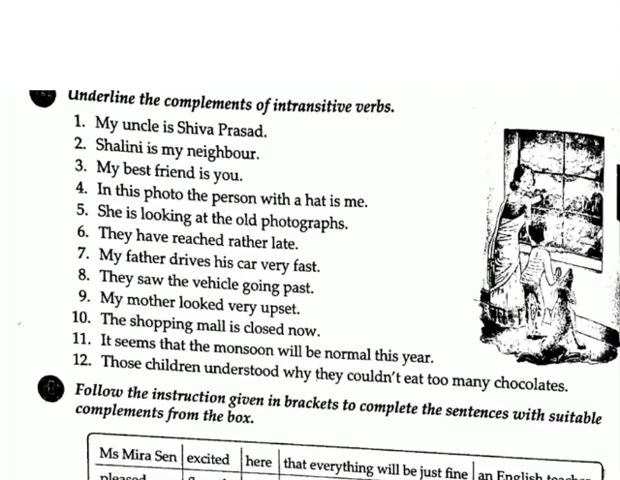 Underline the complements of intransitive verbs.
1. My uncle is Shiva Prasad.
2. Shalini is my neighbour.
3. My best friend is you.
4. In this photo the person with a hat is me.
5. She is looking at the old photographs.
6. They have reached rather late.
7. My father drives his car very fast.
8. They saw the vehicle going past.
9. My mother looked very upset.
10. The shopping mall is closed now.
11. It seems that the monsoon will be normal this year.
12. Those children understood why they couldn't eat too many chocolates.
Follow the instruction given in brackets to complete the sentences with suitable
complements from the box.
Ms Mira Sen excited here that everything will be just fine an English teacher
pleased